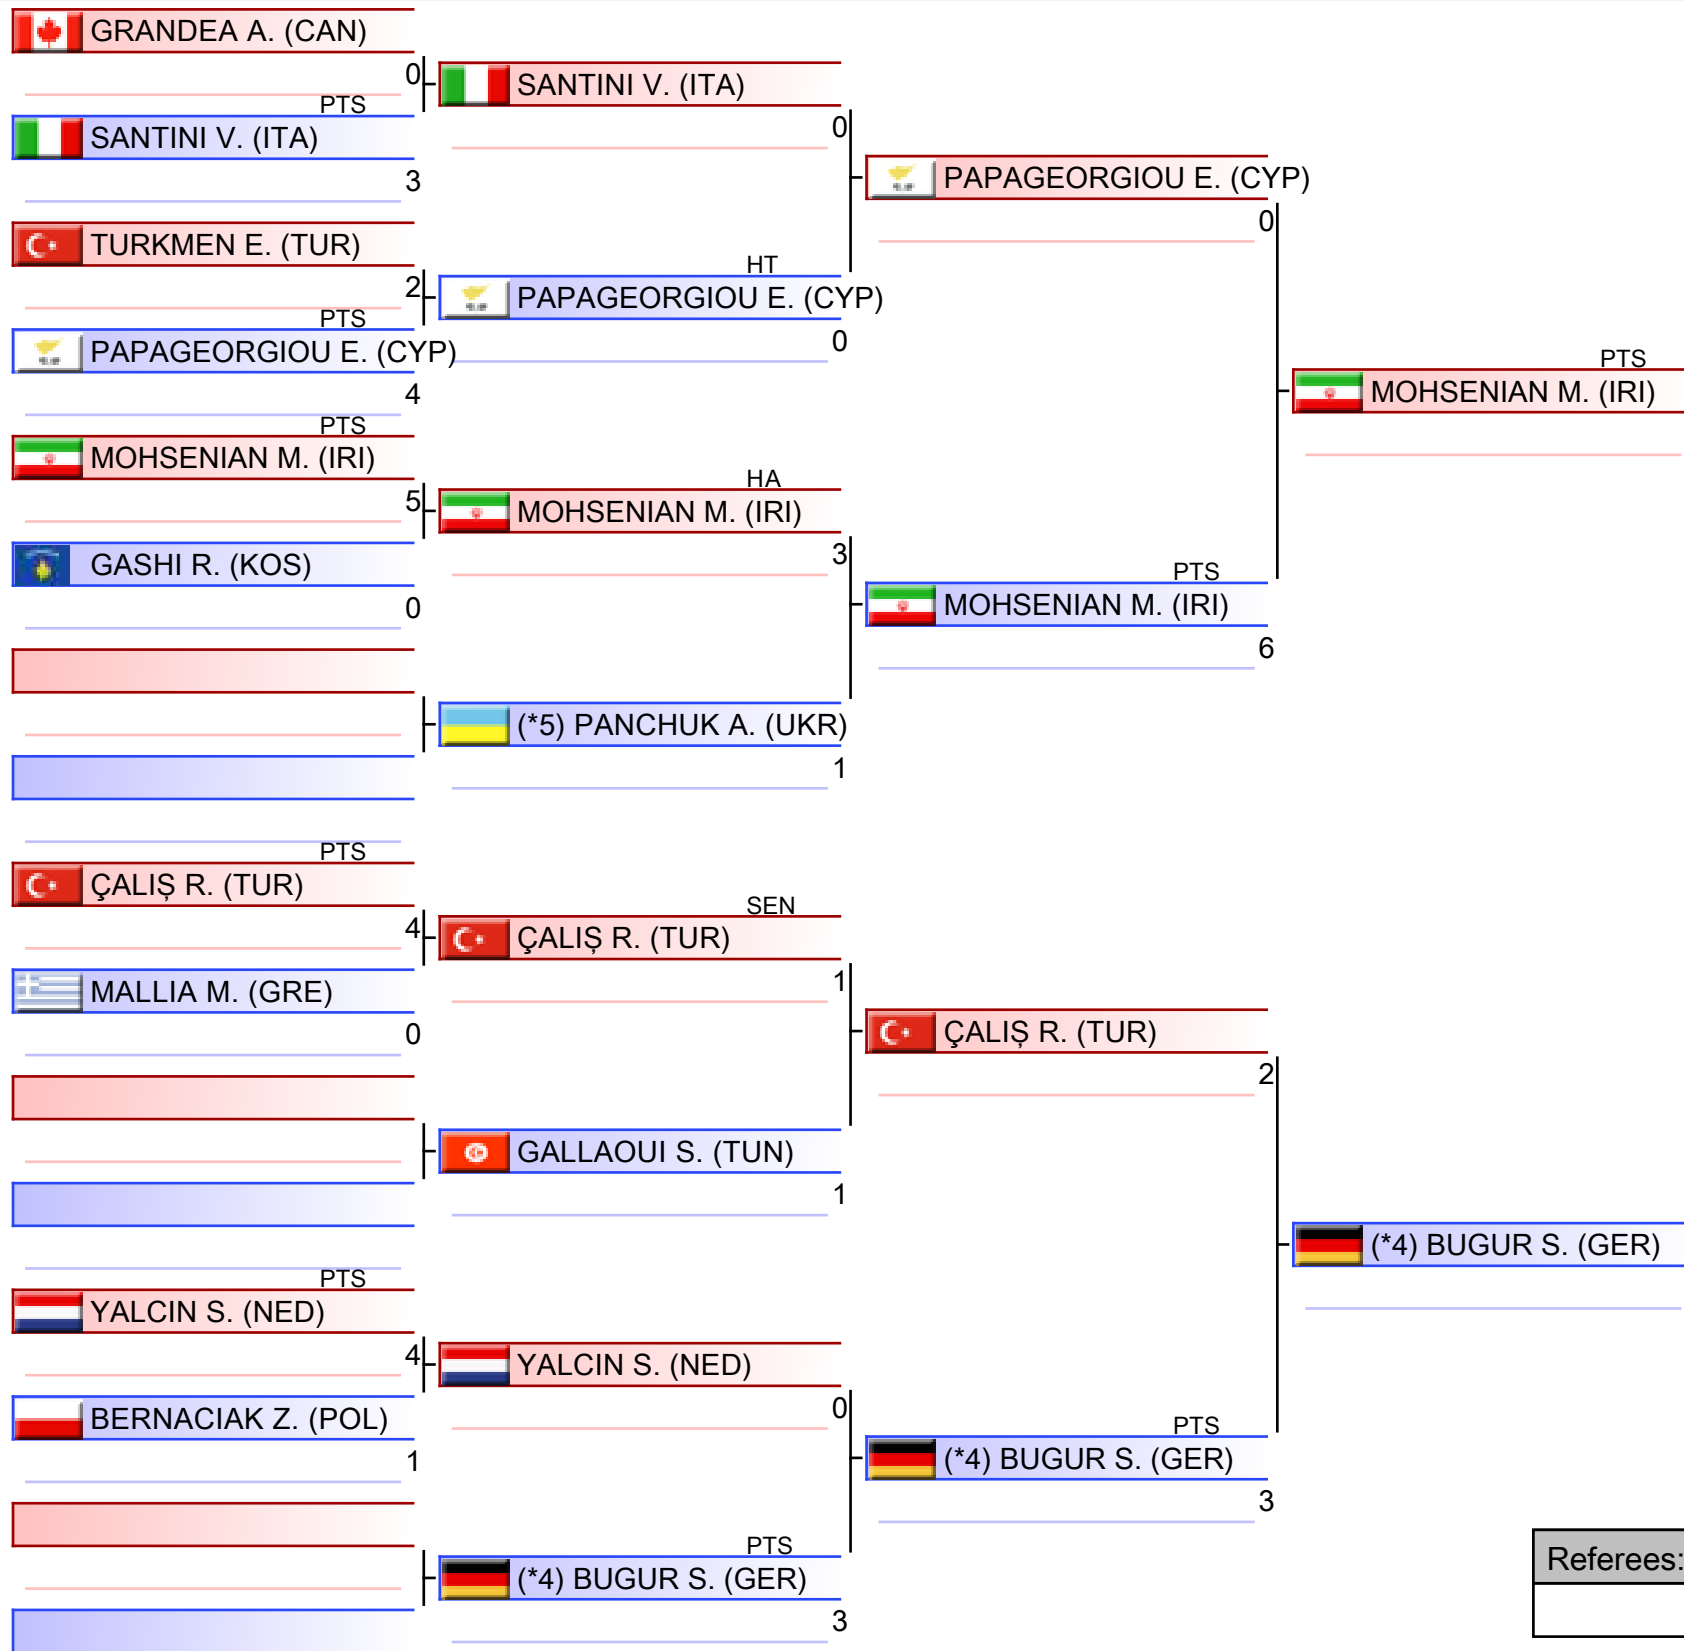 GRANDEA A. (CAN)
0
PTS
SANTINI V. (ITA)
3
TURKMEN E. (TUR)
2
PTS
PAPAGEORGIOU E. (CYP)
4
PTS
MOHSENIAN M. (IRI)
5
GASHI R. (KOS)
0
PTS
ÇALIŞ R. (TUR)
4
MALLIA M. (GRE)
0
PTS
YALCIN S. (NED)
4
BERNACIAK Z. (POL)
1
SANTINI V. (ITA)
0
HT
PAPAGEORGIOU E. (CYP)
0
HA
MOHSENIAN M. (IRI)
3
(*5) PANCHUK A. (UKR)
1
SEN
ÇALIŞ R. (TUR)
1
GALLAOUI S. (TUN)
1
YALCIN S. (NED)
0
PTS
(*4) BUGUR S. (GER)
3
PAPAGEORGIOU E. (CYP)
0
PTS
MOHSENIAN M. (IRI)
6
ÇALIŞ R. (TUR)
2
PTS
(*4) BUGUR S. (GER)
3
PTS
MOHSENIAN M. (IRI)
(*4) BUGUR S. (GER)
Referees: